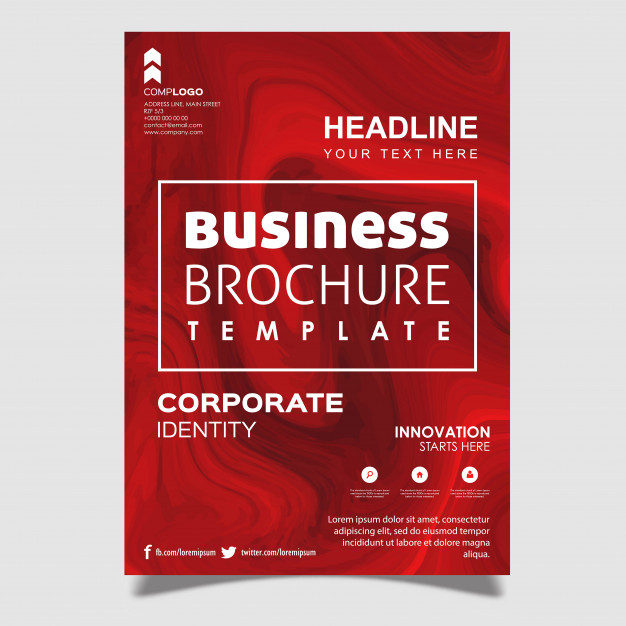 COMPLOGO
ADDRESS LINE, MAIN STREET
RZF 5/3
+0000 000 00 00
contact@email.com
www.company.com
HEADLINE
YOUR TEXT HERE
BUSINESS
BROCHURE
TEMPLATE
CORPORATE
IDENTITY
INNOVATION
STARTS HERE
Lorem ipsum dolor sit amet,
consectetur adipiscing elit,
sed do eiusmod tempor
incididunt ut labore et dolore magna
aliqua.
fb.com/loremipsum
twitter.com/loremipsum